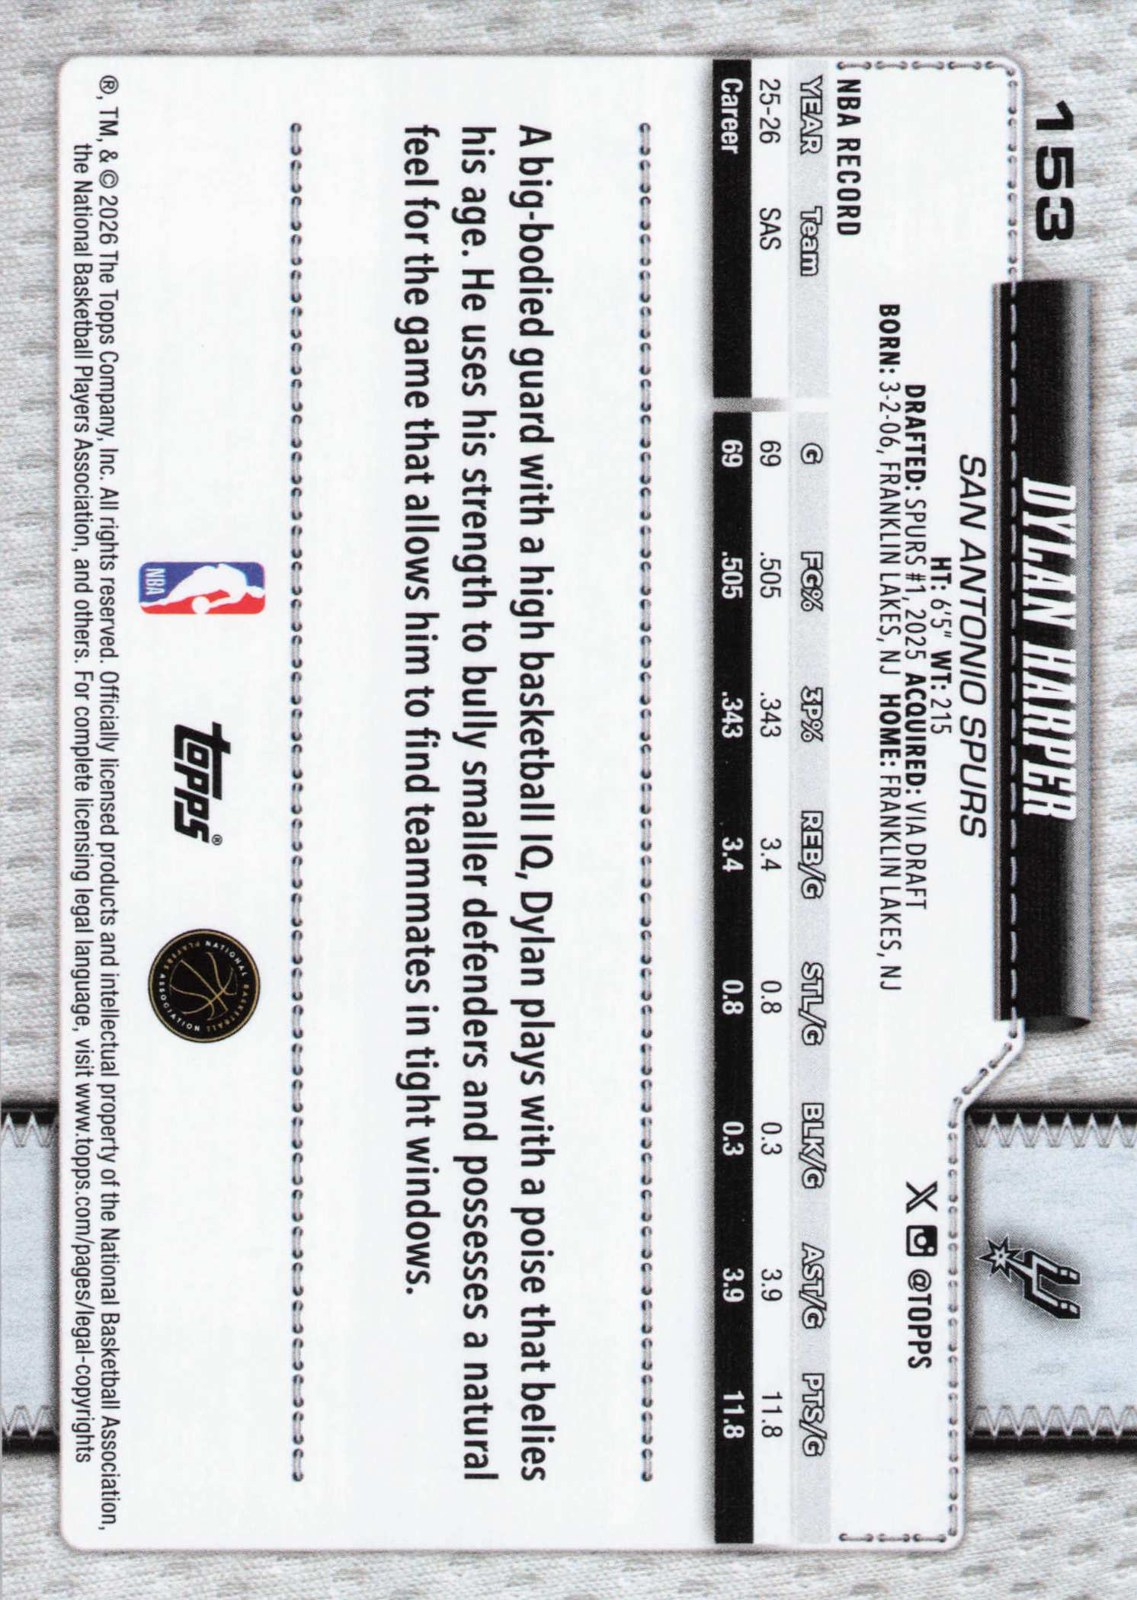 153
DYLAN HARPER
SAN ANTONIO SPURS
HT: 6'5" WT: 215
DRAFTED: SPURS #1, 2025 ACQUIRED: VIA DRAFT
BORN: 3-2-06, FRANKLIN LAKES, NJ HOME: FRANKLIN LAKES, NJ
X @TOPPS
NBA RECORD
YEAR Team G FG% 3P% REB/G STL/G BLK/G AST/G PTS/G
25-26 SAS 69 .505 .343 3.4 0.8 0.3 3.9 11.8
Career 69 .505 .343 3.4 0.8 0.3 3.9 11.8
A big-bodied guard with a high basketball IQ, Dylan plays with a poise that belies
his age. He uses his strength to bully smaller defenders and possesses a natural
feel for the game that allows him to find teammates in tight windows.
NBA
topps®
NATIONAL BASKETBALL PLAYERS ASSOCIATION
®, TM, & © 2026 The Topps Company, Inc. All rights reserved. Officially licensed products and intellectual property of the National Basketball Association,
the National Basketball Players Association, and others. For complete licensing legal language, visit www.topps.com/pages/legal-copyrights